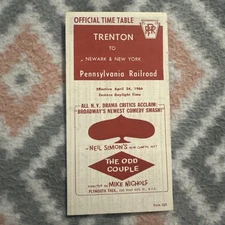 OFFICIAL TIME TABLE
TRENTON
TO
NEWARK & NEW YORK
Pennsylvania Railroad
Effective April 24, 1966
Eastern Daylight Time
ALL N.Y. DRAMA CRITICS ACCLAIM:
BROADWAY'S NEWEST COMEDY SMASH!
NEIL SIMON'S
THE ODD
COUPLE
MIKE NICHOLS
PLYMOUTH THEA.